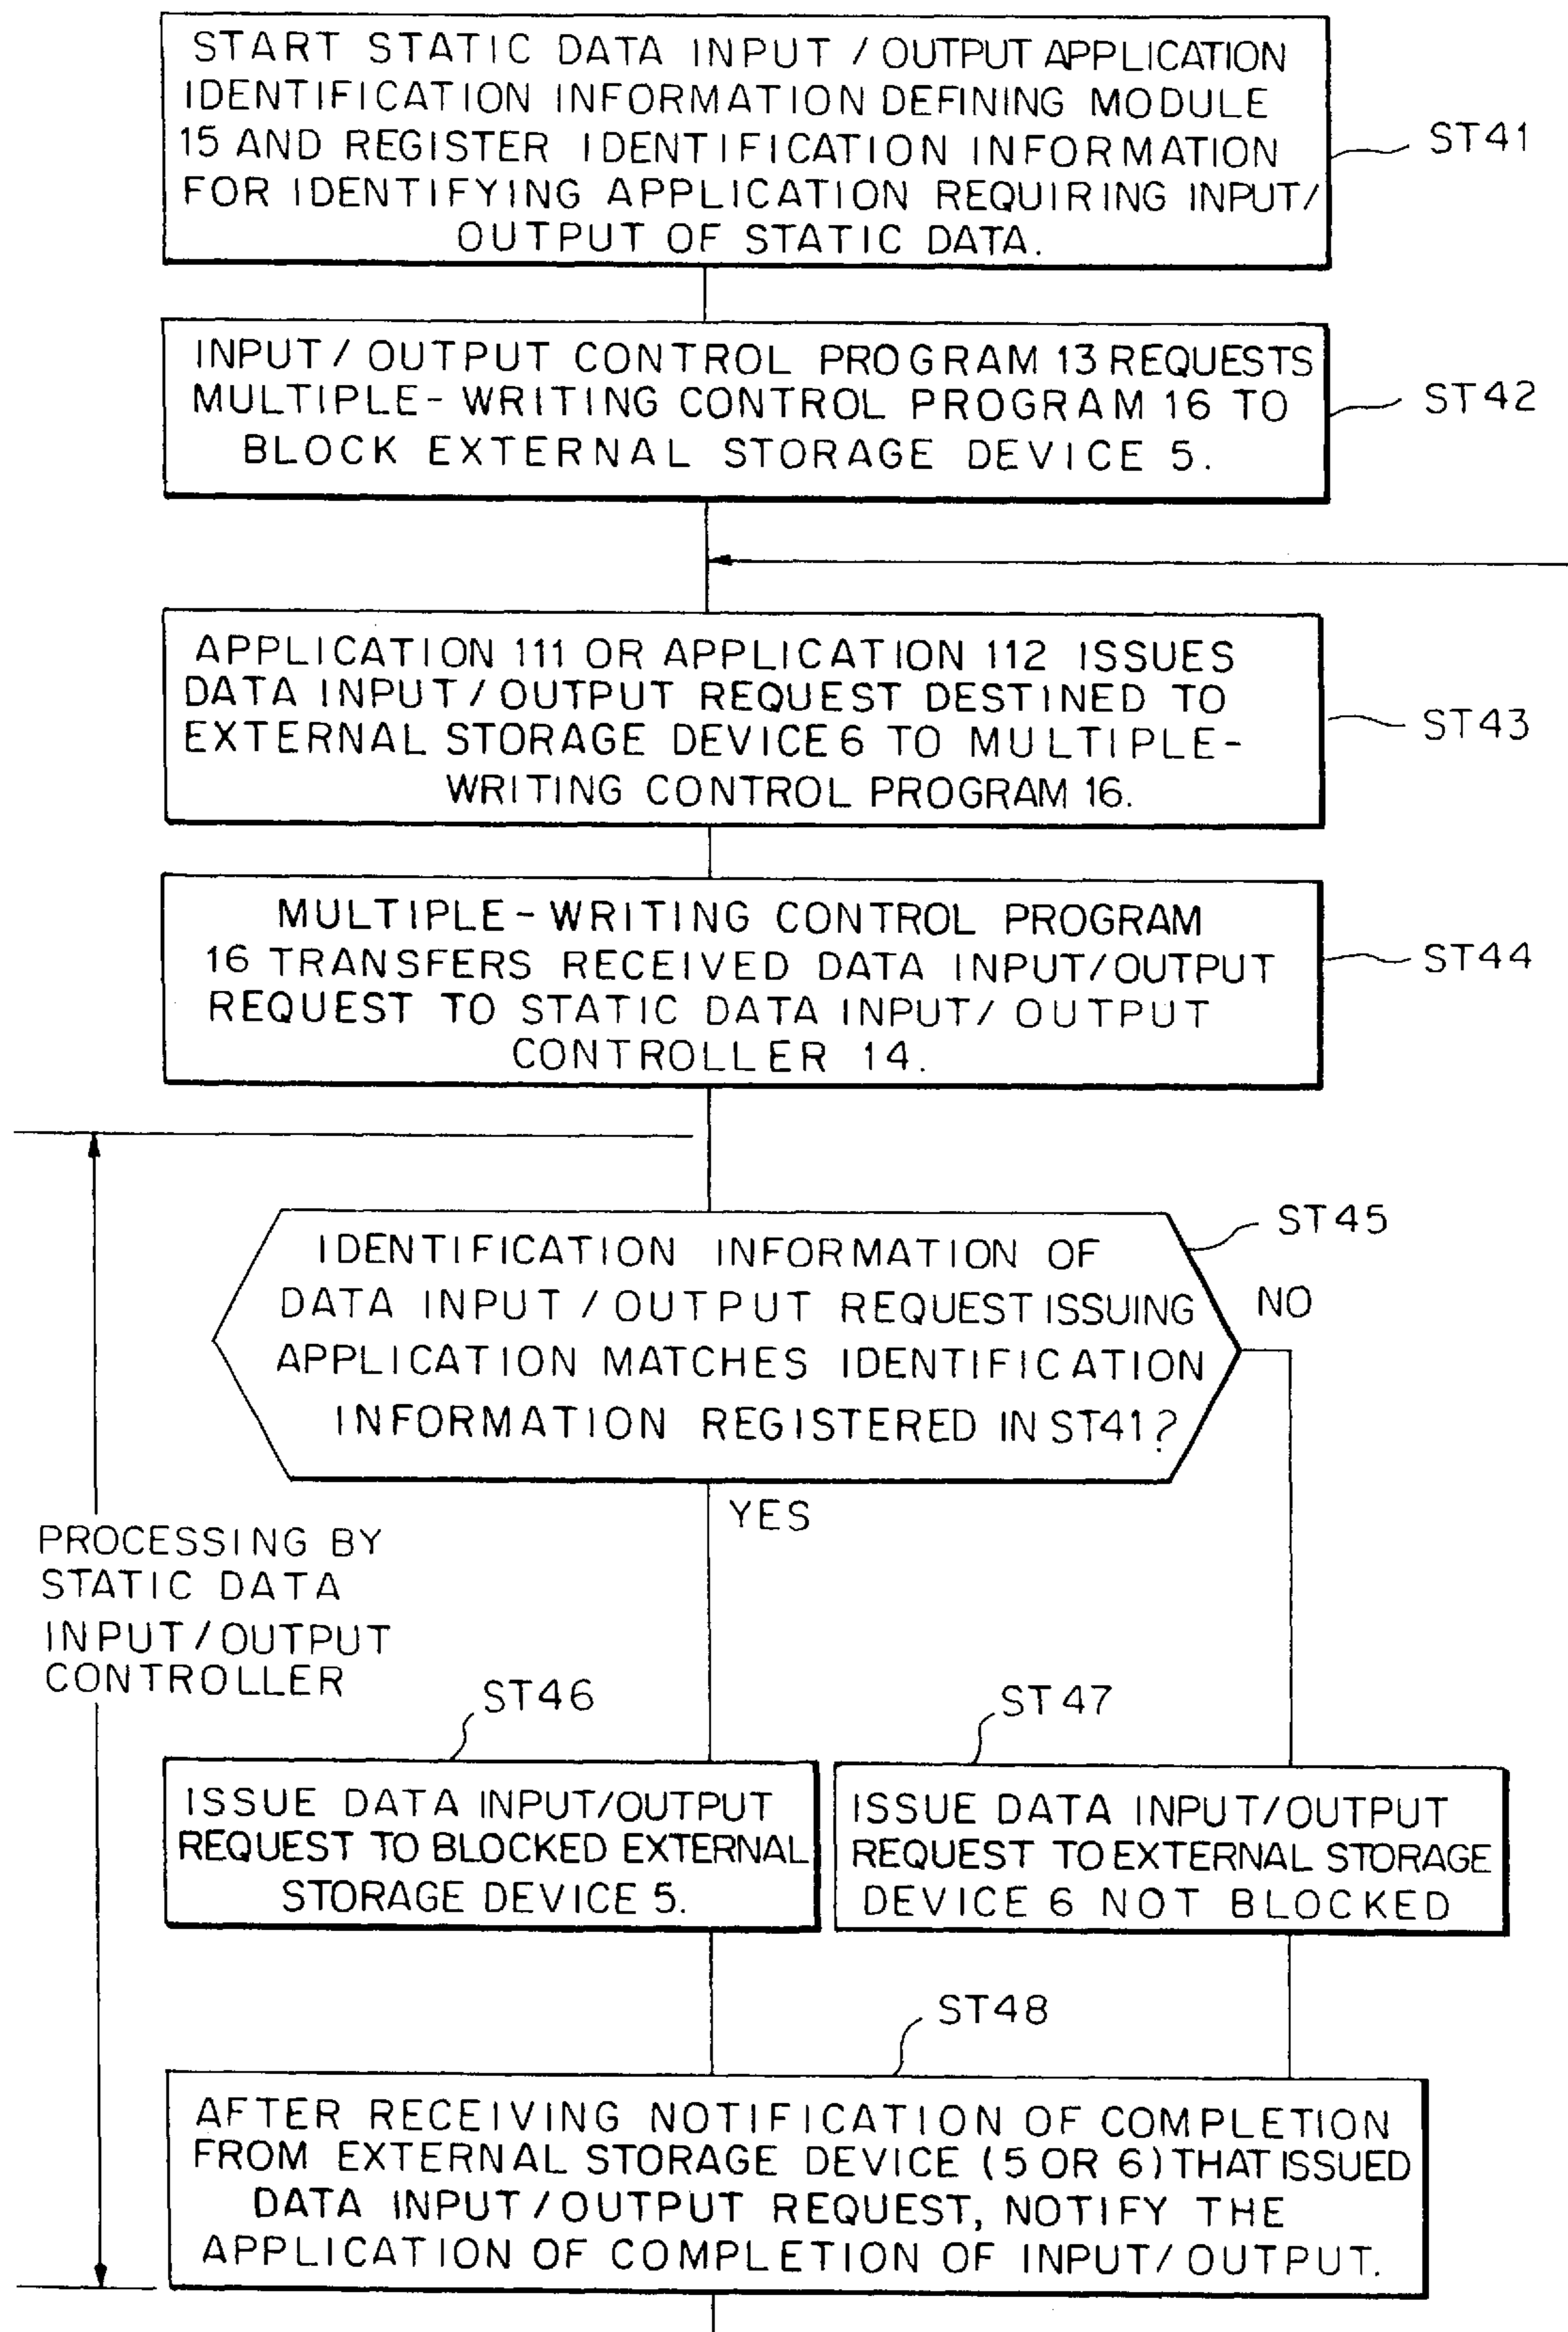 START STATIC DATA INPUT / OUTPUT APPLICATION
IDENTIFICATION INFORMATION DEFINING MODULE
15 AND REGISTER IDENTIFICATION INFORMATION
FOR IDENTIFYING APPLICATION REQUIRING INPUT/
OUTPUT OF STATIC DATA.
ST41
INPUT/OUTPUT CONTROL PROGRAM 13 REQUESTS
MULTIPLE-WRITING CONTROL PROGRAM 16 TO
BLOCK EXTERNAL STORAGE DEVICE 5.
ST42
APPLICATION 111 OR APPLICATION 112 ISSUES
DATA INPUT/OUTPUT REQUEST DESTINED TO
EXTERNAL STORAGE DEVICE 6 TO MULTIPLE-
WRITING CONTROL PROGRAM 16.
ST43
MULTIPLE-WRITING CONTROL PROGRAM
16 TRANSFERS RECEIVED DATA INPUT/OUTPUT
REQUEST TO STATIC DATA INPUT/OUTPUT
CONTROLLER 14.
ST44
IDENTIFICATION INFORMATION OF
DATA INPUT/OUTPUT REQUEST ISSUING
APPLICATION MATCHES IDENTIFICATION
INFORMATION REGISTERED IN ST41?
ST45
NO
YES
PROCESSING BY
STATIC DATA
INPUT/OUTPUT
CONTROLLER
ST46
ISSUE DATA INPUT/OUTPUT
REQUEST TO BLOCKED EXTERNAL
STORAGE DEVICE 5.
ST47
ISSUE DATA INPUT/OUTPUT
REQUEST TO EXTERNAL STORAGE
DEVICE 6 NOT BLOCKED
ST48
AFTER RECEIVING NOTIFICATION OF COMPLETION
FROM EXTERNAL STORAGE DEVICE (5 OR 6) THAT ISSUED
DATA INPUT/OUTPUT REQUEST, NOTIFY THE
APPLICATION OF COMPLETION OF INPUT/OUTPUT.